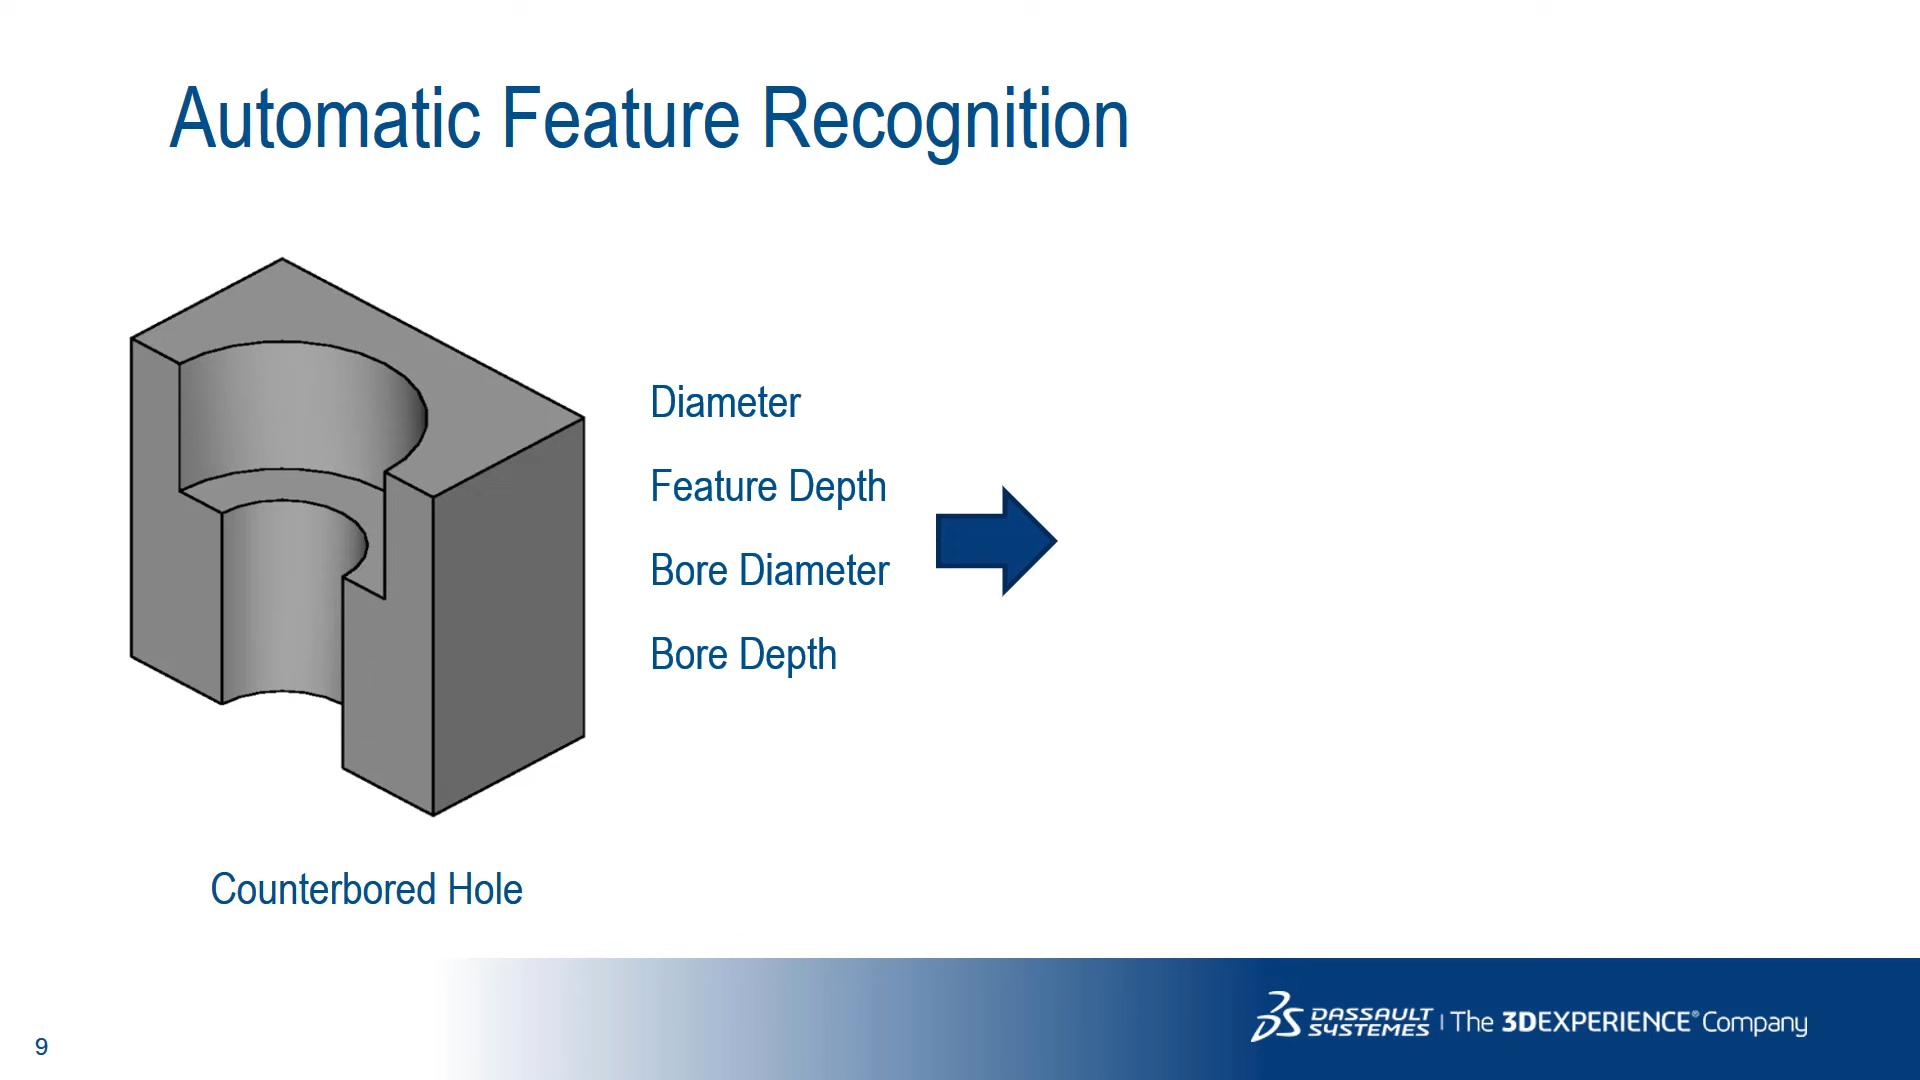 Automatic Feature Recognition
Diameter
Feature Depth
Bore Diameter
Bore Depth
Counterbored Hole
9
DASSAULT SYSTEMES | The 3DEXPERIENCE® Company